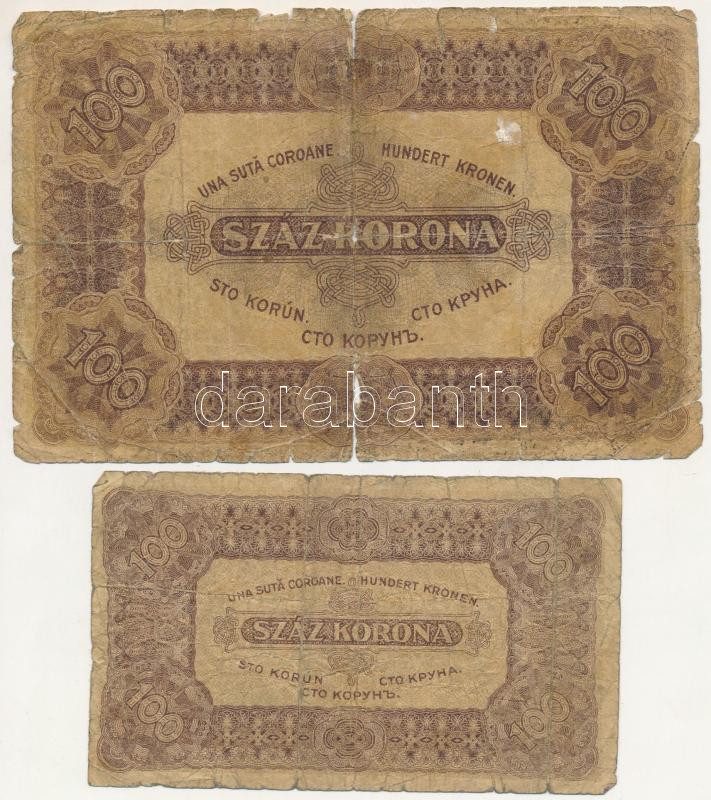 100 100
UNA SUTĂ COROANE HUNDERT KRONEN.
SZÁZ KORONA
STO KORÚN. СТО КРУНА.
СТО КОРУНЪ.
100 100
darabanth
100 100
UNA SUTĂ COROANE. HUNDERT KRONEN.
SZÁZ KORONA
STO KORÚN СТО КРУНА.
СТО КОРУНЪ.
100 100